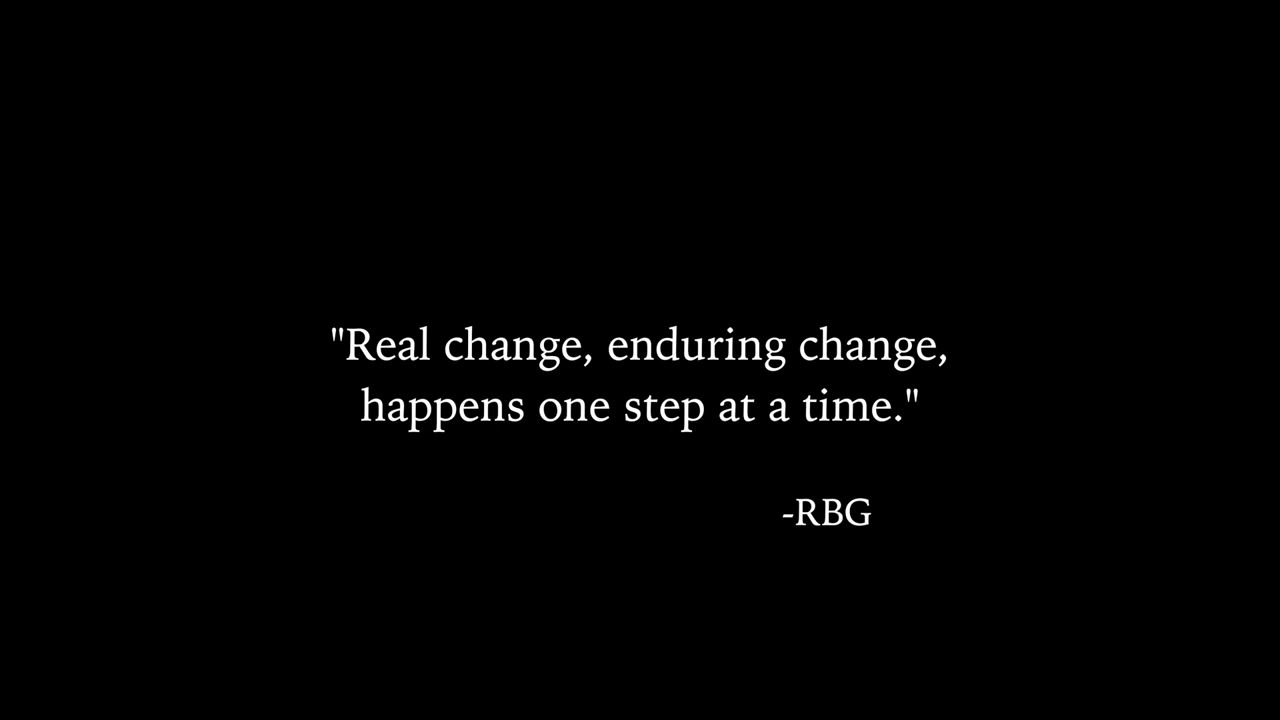 "Real change, enduring change,
happens one step at a time."
-RBG